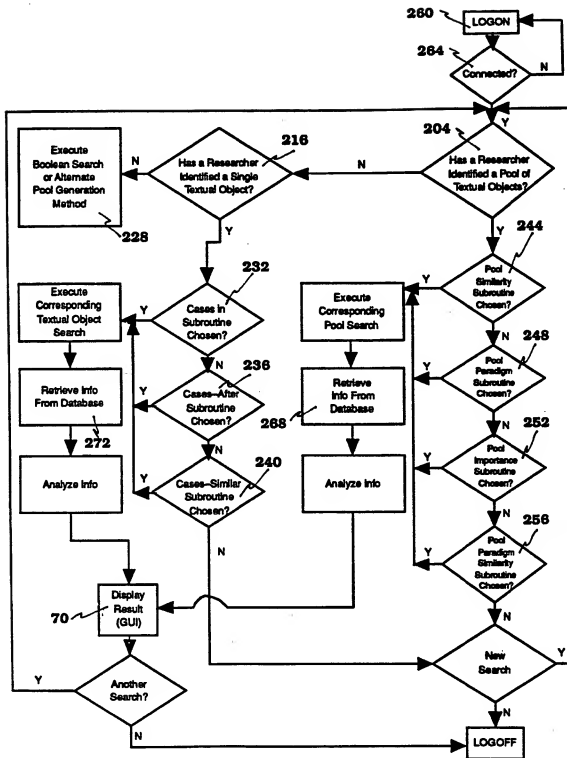 260
LOGON
264
Connected?
N
Y
204
Has a Researcher
Identified a Pool of
Textual Objects?
N
Y
216
Has a Researcher
Identified a Single
Textual Object?
N
Y
Execute
Boolean Search
or Alternate
Pool Generation
Method
228
232
Cases In
Subroutine
Chosen?
Y
N
236
Cases-After
Subroutine
Chosen?
Y
N
240
Cases-Similar
Subroutine
Chosen?
Y
N
Execute
Corresponding
Textual Object
Search
Retrieve Info
From Database
272
Analyze Info
244
Pool
Similarity
Subroutine
Chosen?
Y
N
248
Pool
Paradigm
Subroutine
Chosen?
Y
N
252
Pool
Importance
Subroutine
Chosen?
Y
N
256
Pool
Paradigm
Similarity
Subroutine
Chosen?
Y
N
Execute
Corresponding
Pool Search
Retrieve Info
From Database
268
Analyze Info
70
Display
Result
(GUI)
Another
Search?
Y
N
New
Search
Y
N
LOGOFF